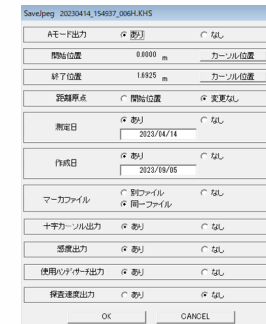 SaveJpeg 20230414_154937_006H.KHS
Aモード出力 あり なし
開始位置 0.0000 m カーソル位置
終了位置 1.6925 m カーソル位置
距離原点 開始位置 変更なし
測定日 あり なし
2023/04/14
作成日 あり なし
2023/09/05
マーカファイル 別ファイル なし
同一ファイル
十字カーソル出力 あり なし
感度出力 あり なし
使用ハンディサーチ出力 あり なし
探査速度出力 あり なし
OK CANCEL